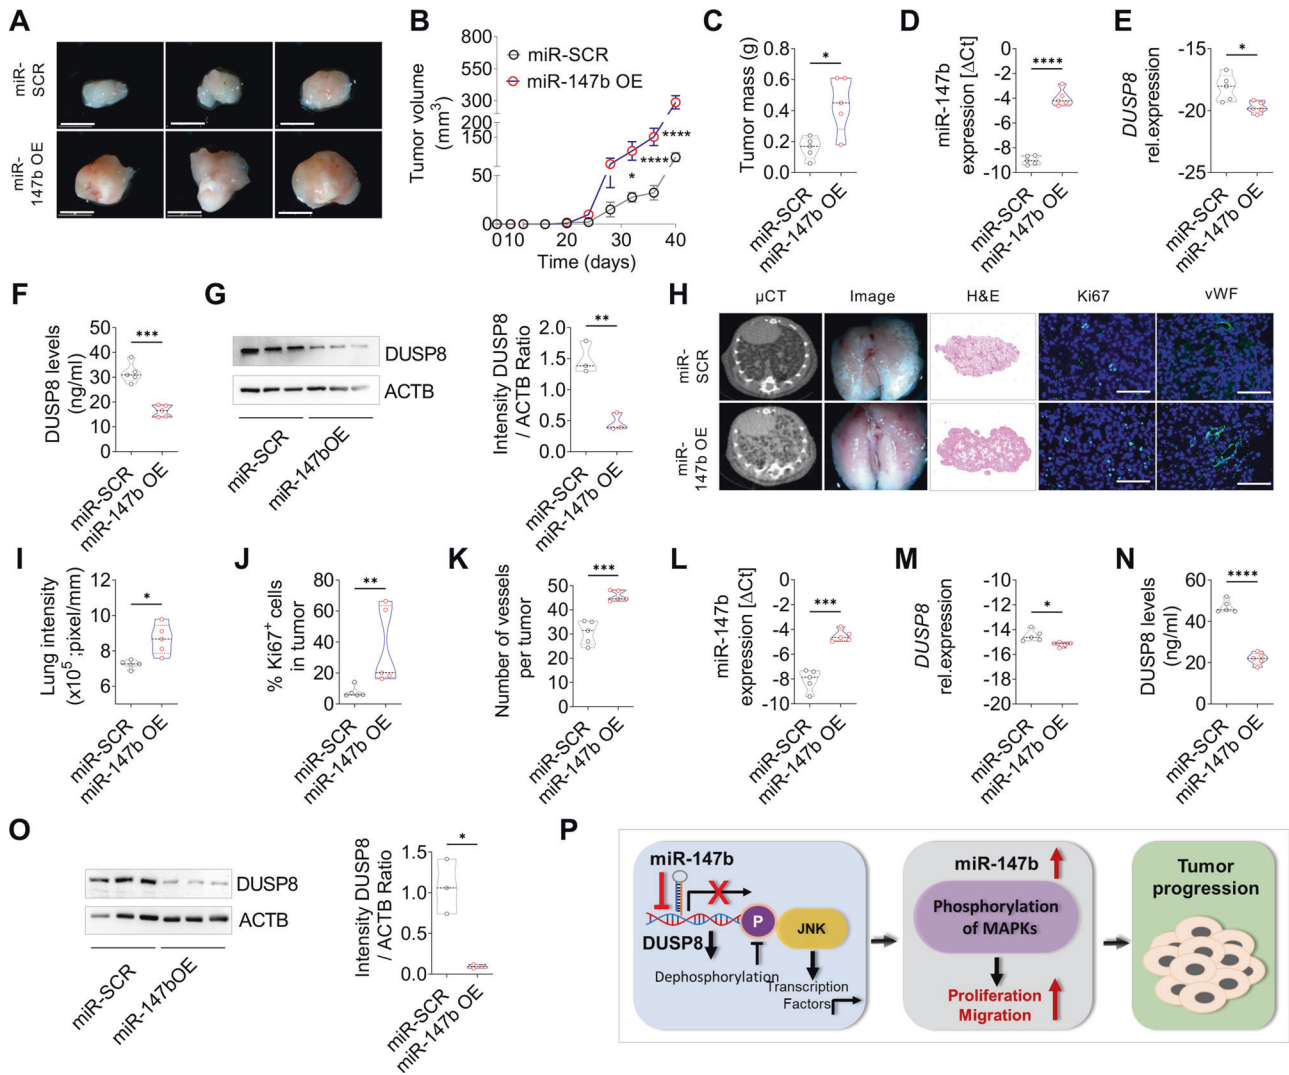 A
miR-
SCR
miR-
147b OE
B
Tumor volume
(mm3)
800
550
300
200
150
100
50
0
miR-SCR
miR-147b OE
*
****
****
0 10 20 30 40
Time (days)
C
Tumor mass (g)
0.8
0.6
0.4
0.2
0.0
*
miR-SCR
miR-147b OE
D
miR-147b
expression [ΔCt]
0
-2
-4
-6
-8
-10
****
miR-SCR
miR-147b OE
E
DUSP8
rel.expression
-15
-20
-25
*
miR-SCR
miR-147b OE
F
DUSP8 levels
(ng/ml)
50
40
30
20
10
0
***
miR-SCR
miR-147b OE
G
DUSP8
ACTB
miR-SCR
miR-147bOE
Intensity DUSP8
/ ACTB Ratio
2.0
1.5
1.0
0.5
0.0
**
miR-SCR
miR-147b OE
H
µCT Image H&E Ki67 vWF
miR-
SCR
miR-
147b OE
I
Lung intensity
(x105 ;pixel/mm)
12
10
8
6
*
miR-SCR
miR-147b OE
J
% Ki67+ cells
in tumor
80
60
40
20
0
**
miR-SCR
miR-147b OE
K
Number of vessels
per tumor
50
40
30
20
10
0
***
miR-SCR
miR-147b OE
L
miR-147b
expression [ΔCt]
0
-2
-4
-6
-8
-10
***
miR-SCR
miR-147b OE
M
DUSP8
rel.expression
-10
-12
-14
-16
-18
-20
*
miR-SCR
miR-147b OE
N
DUSP8 levels
(ng/ml)
60
40
20
0
****
miR-SCR
miR-147b OE
O
DUSP8
ACTB
miR-SCR
miR-147bOE
Intensity DUSP8
/ ACTB Ratio
1.5
1.0
0.5
0.0
*
miR-SCR
miR-147b OE
P
miR-147b
X
P
JNK
DUSP8
Dephosphorylation
Transcription
Factors
miR-147b
Phosphorylation
of MAPKs
Proliferation
Migration
Tumor
progression